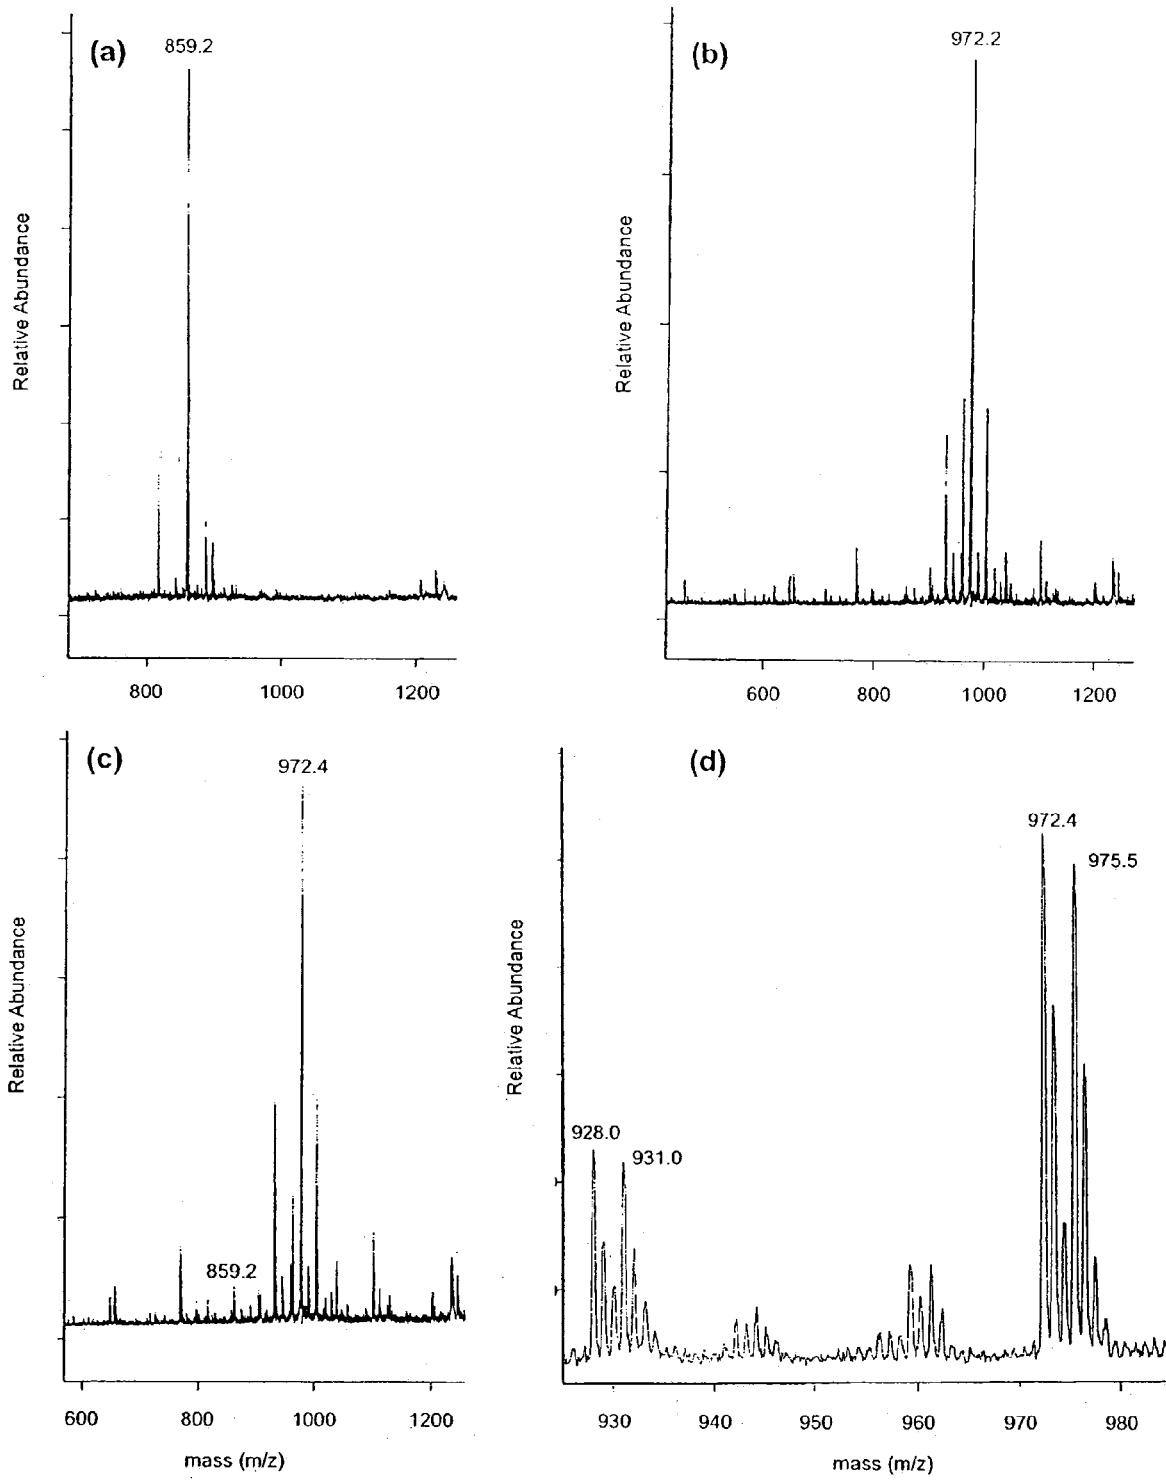 (a)
859.2
Relative Abundance
800 1000 1200
(b)
972.2
Relative Abundance
600 800 1000 1200
(c)
972.4
859.2
Relative Abundance
600 800 1000 1200
mass (m/z)
(d)
972.4
975.5
928.0
931.0
Relative Abundance
930 940 950 960 970 980
mass (m/z)